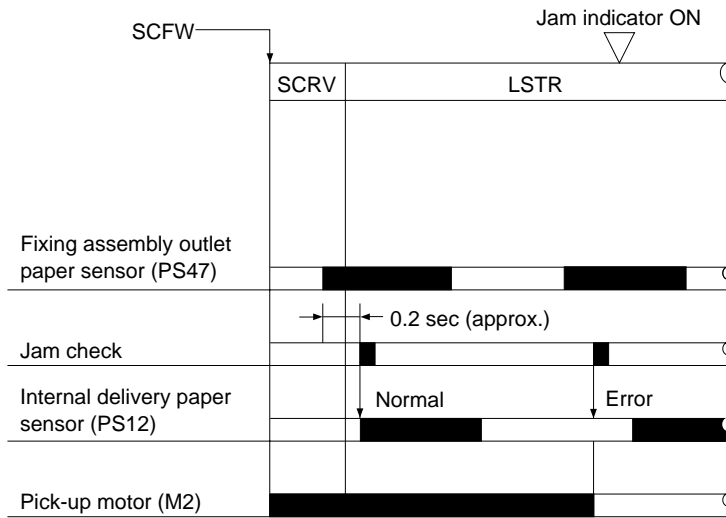 Jam indicator ON
SCFW
SCRV
LSTR
Fixing assembly outlet
paper sensor (PS47)
0.2 sec (approx.)
Jam check
Internal delivery paper
sensor (PS12)
Normal
Error
Pick-up motor (M2)